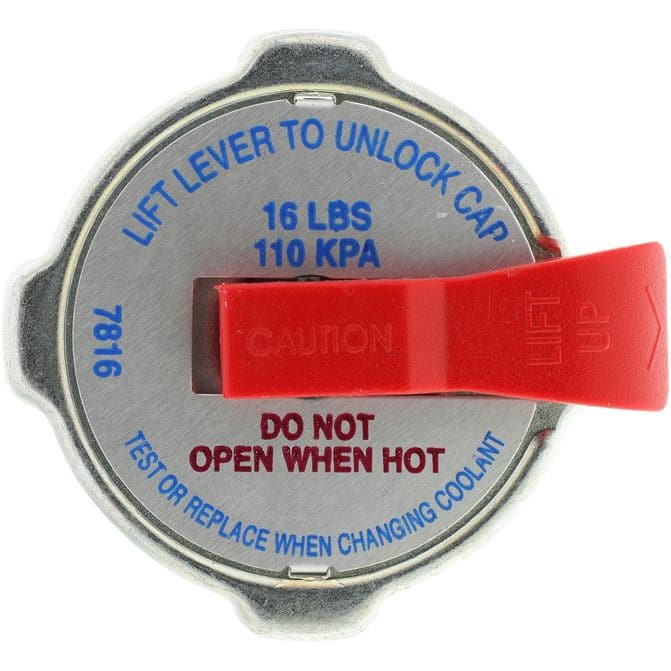 LIFT LEVER TO UNLOCK CAP
16 LBS
110 KPA
7816
CAUTION
LIFT
UP
DO NOT
OPEN WHEN HOT
TEST OR REPLACE WHEN CHANGING COOLANT